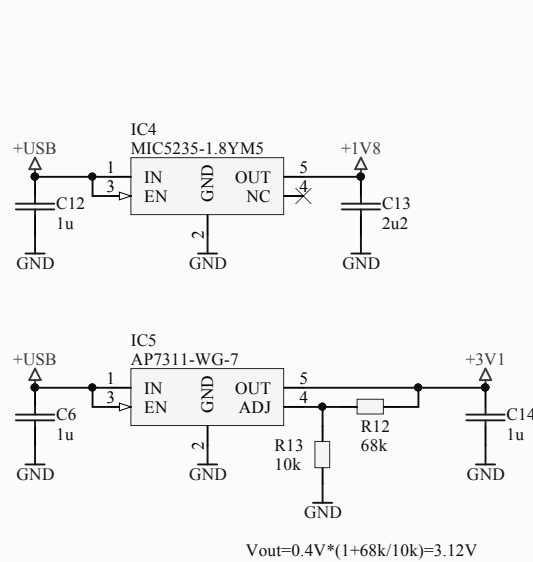 IC4
MIC5235-1.8YM5
+USB
+1V8
1
IN
GND
OUT
5
3
EN
NC
4
C12
1u
C13
2u2
2
GND
GND
GND
IC5
AP7311-WG-7
+USB
+3V1
1
IN
GND
OUT
5
3
EN
ADJ
4
C6
1u
R12
68k
C14
1u
R13
10k
2
GND
GND
GND
GND
Vout=0.4V*(1+68k/10k)=3.12V